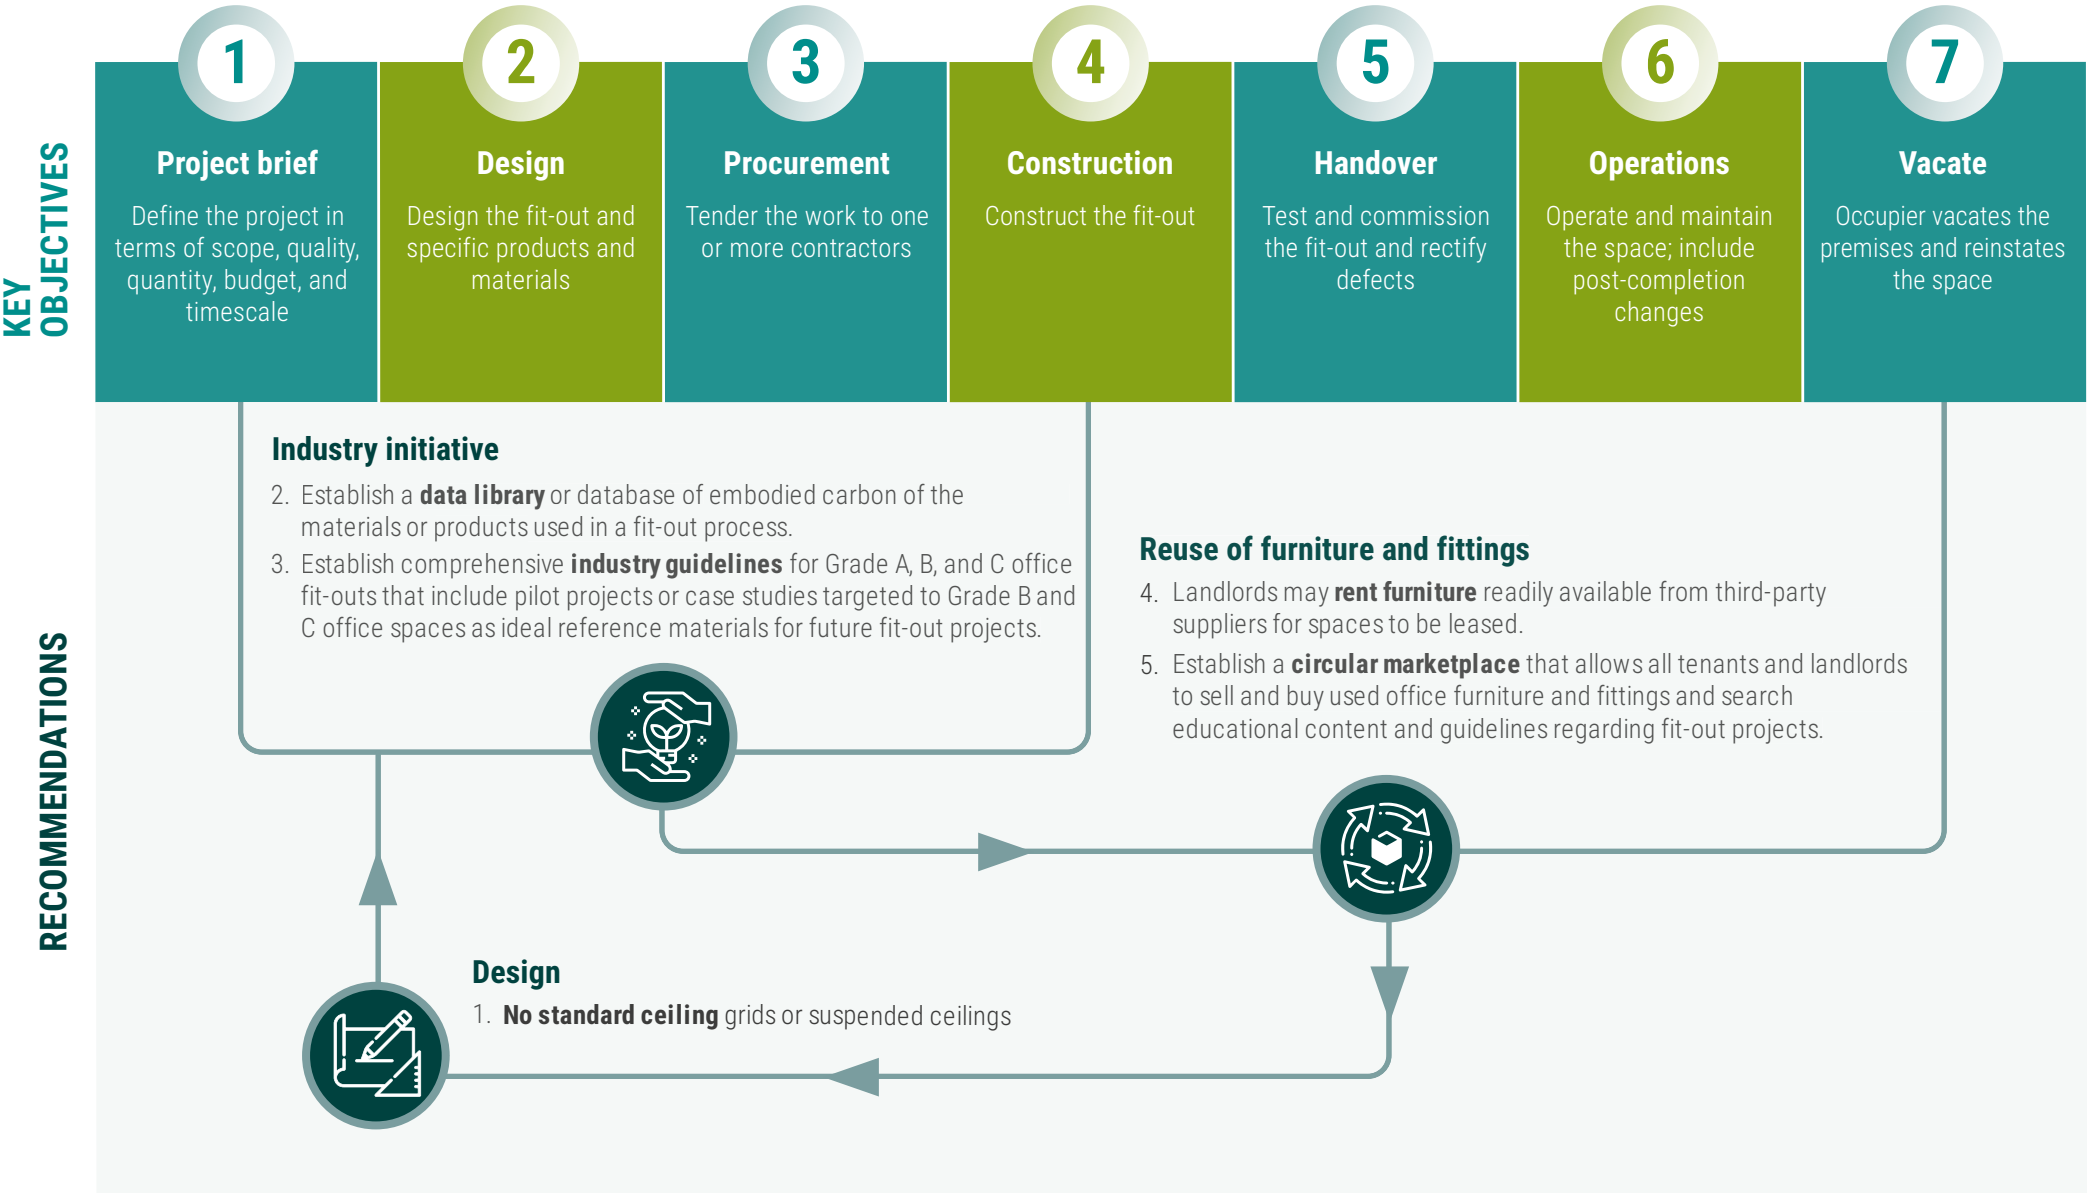 KEY
OBJECTIVES
1
Project brief
Define the project in
terms of scope, quality,
quantity, budget, and
timescale
2
Design
Design the fit-out and
specific products and
materials
3
Procurement
Tender the work to one
or more contractors
4
Construction
Construct the fit-out
5
Handover
Test and commission
the fit-out and rectify
defects
6
Operations
Operate and maintain
the space; include
post-completion
changes
7
Vacate
Occupier vacates the
premises and reinstates
the space
RECOMMENDATIONS
Industry initiative
2. Establish a data library or database of embodied carbon of the
materials or products used in a fit-out process.
3. Establish comprehensive industry guidelines for Grade A, B, and C office
fit-outs that include pilot projects or case studies targeted to Grade B and
C office spaces as ideal reference materials for future fit-out projects.
Reuse of furniture and fittings
4. Landlords may rent furniture readily available from third-party
suppliers for spaces to be leased.
5. Establish a circular marketplace that allows all tenants and landlords
to sell and buy used office furniture and fittings and search
educational content and guidelines regarding fit-out projects.
Design
1. No standard ceiling grids or suspended ceilings